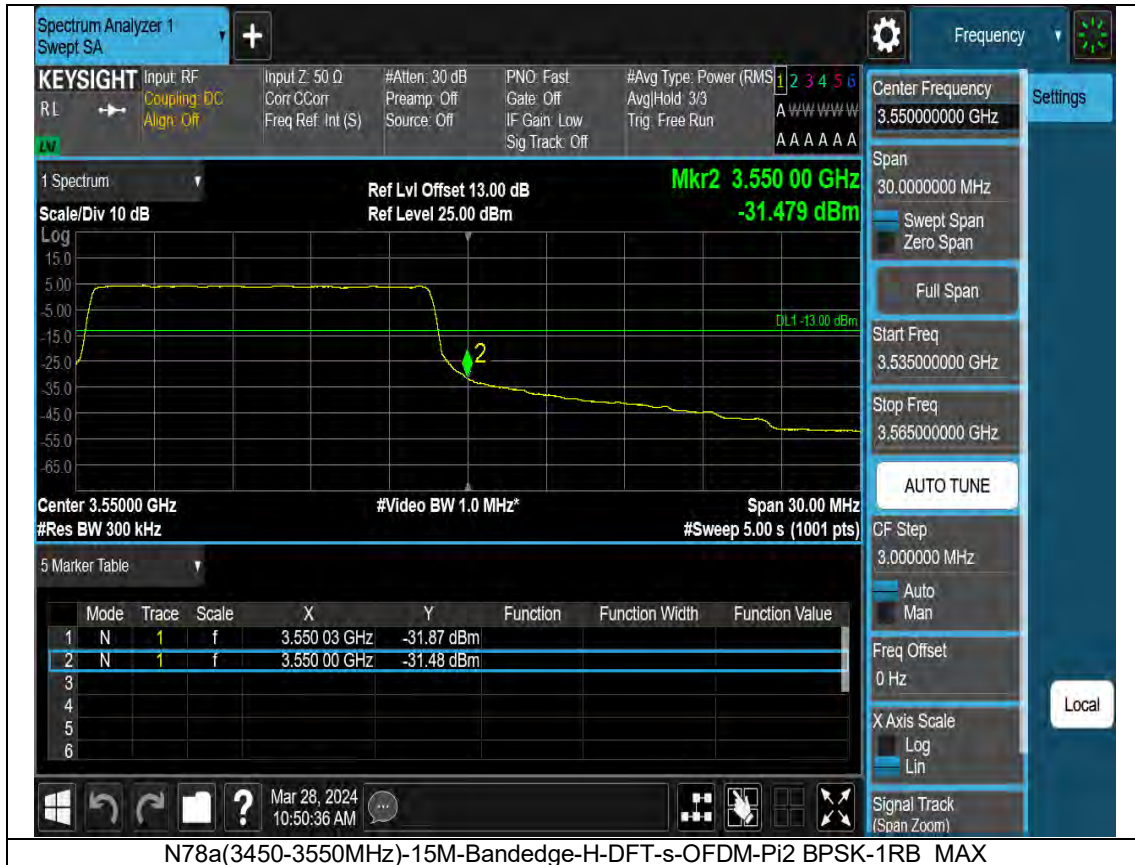 Spectrum Analyzer 1
Swept SA
+
Frequency
KEYSIGHT
RL
Input: RF
Coupling: DC
Align: Off
Input Z: 50 Ω
Corr CCorr
Freq Ref: Int (S)
#Atten: 30 dB
Preamp: Off
Source: Off
PNO: Fast
Gate: Off
IF Gain: Low
Sig Track: Off
#Avg Type: Power (RMS
Avg|Hold: 3/3
Trig: Free Run
1 2 3 4 5 6
A W W W W W
A A A A A A
1 Spectrum
Scale/Div 10 dB
Ref Lvl Offset 13.00 dB
Ref Level 25.00 dBm
Mkr2 3.550 00 GHz
-31.479 dBm
Log
15.0
5.00
-5.00
-15.0
-25.0
-35.0
-45.0
-55.0
-65.0
DL1 -13.00 dBm
2
Center 3.55000 GHz
#Res BW 300 kHz
#Video BW 1.0 MHz*
Span 30.00 MHz
#Sweep 5.00 s (1001 pts)
5 Marker Table
Mode Trace Scale X Y Function Function Width Function Value
1 N 1 f 3.550 03 GHz -31.87 dBm
2 N 1 f 3.550 00 GHz -31.48 dBm
3
4
5
6
Center Frequency
3.550000000 GHz
Settings
Span
30.0000000 MHz
Swept Span
Zero Span
Full Span
Start Freq
3.535000000 GHz
Stop Freq
3.565000000 GHz
AUTO TUNE
CF Step
3.000000 MHz
Auto
Man
Freq Offset
0 Hz
X Axis Scale
Log
Lin
Local
Signal Track
(Span Zoom)
?
Mar 28, 2024
10:50:36 AM
N78a(3450-3550MHz)-15M-Bandedge-H-DFT-s-OFDM-Pi2 BPSK-1RB_MAX